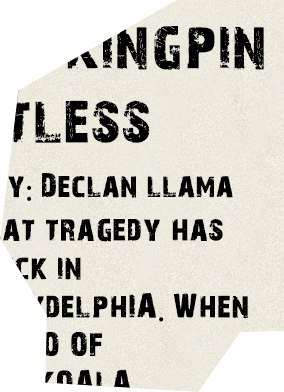 KINGPIN
TLESS
Y: DECLAN LLAMA
AT TRAGEDY HAS
CK IN
YDELPHIA. WHEN
D OF
KOALA